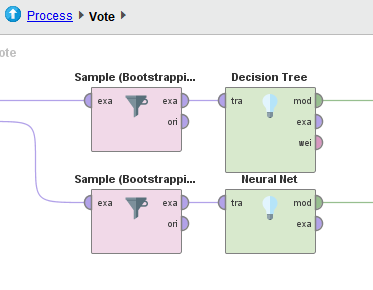 Process Vote
ote
Sample (Bootstrappi... Decision Tree
exa exa tra mod
ori exa
wei
Sample (Bootstrappi... Neural Net
exa exa tra mod
ori exa